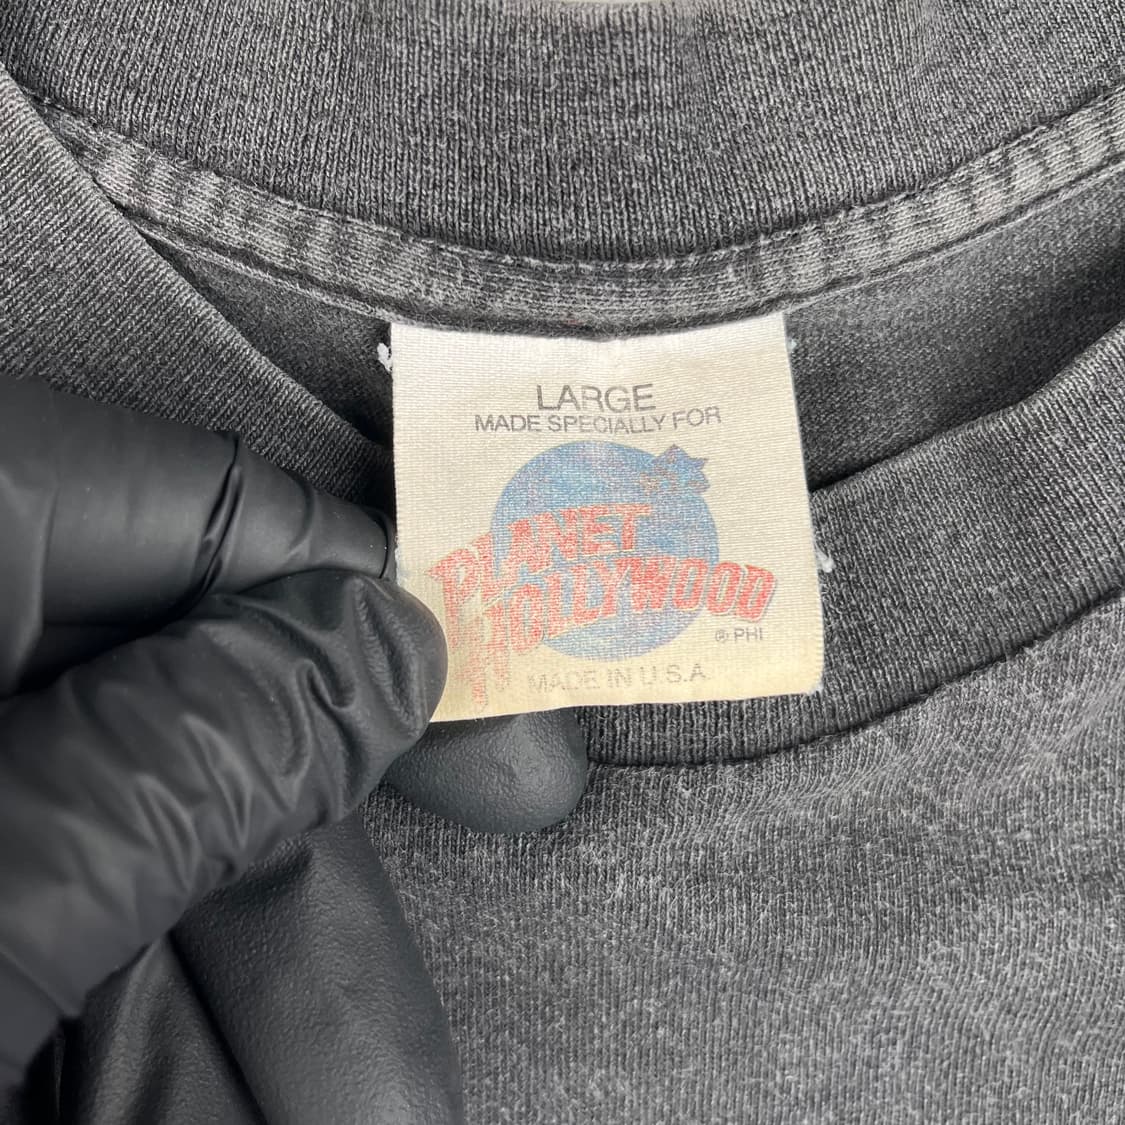 LARGE
MADE SPECIALLY FOR
PLANET
HOLLYWOOD
® PHI
MADE IN U.S.A